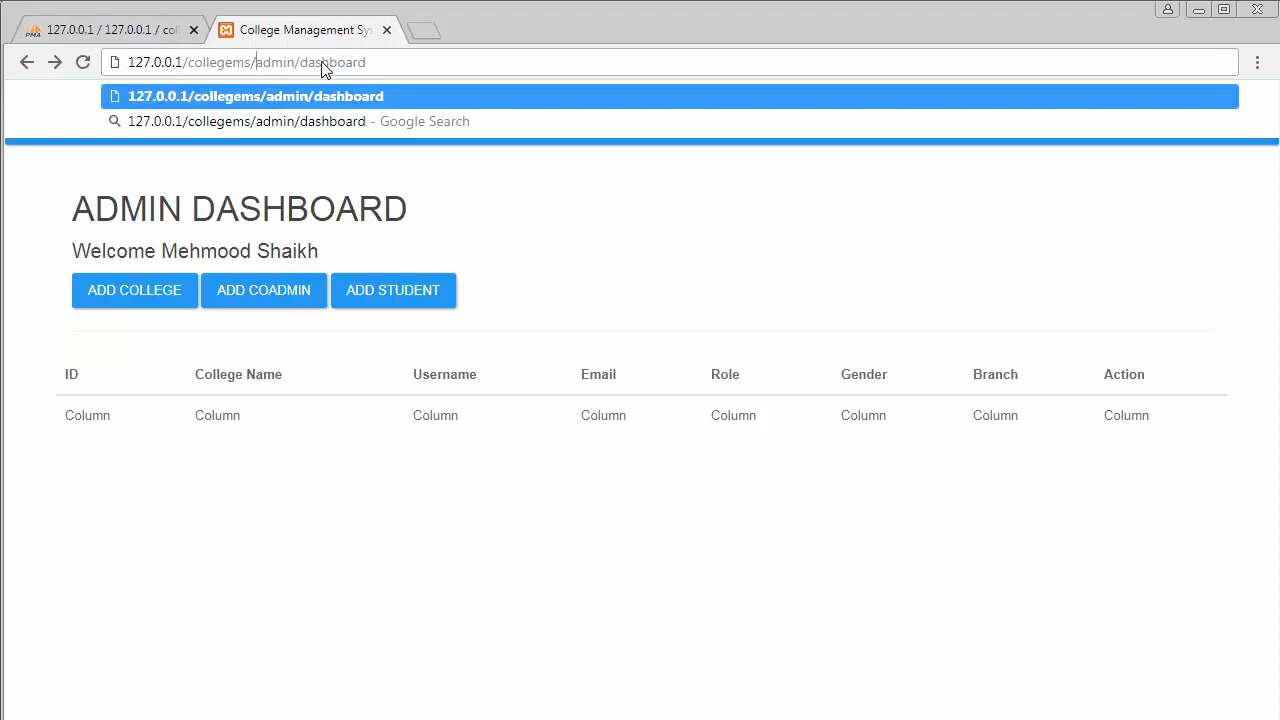 127.0.0.1 / 127.0.0.1 / col
College Management Sys
127.0.0.1/collegems/admin/dashboard
127.0.0.1/collegems/admin/dashboard
127.0.0.1/collegems/admin/dashboard - Google Search
ADMIN DASHBOARD
Welcome Mehmood Shaikh
ADD COLLEGE ADD COADMIN ADD STUDENT
ID College Name Username Email Role Gender Branch Action
Column Column Column Column Column Column Column Column